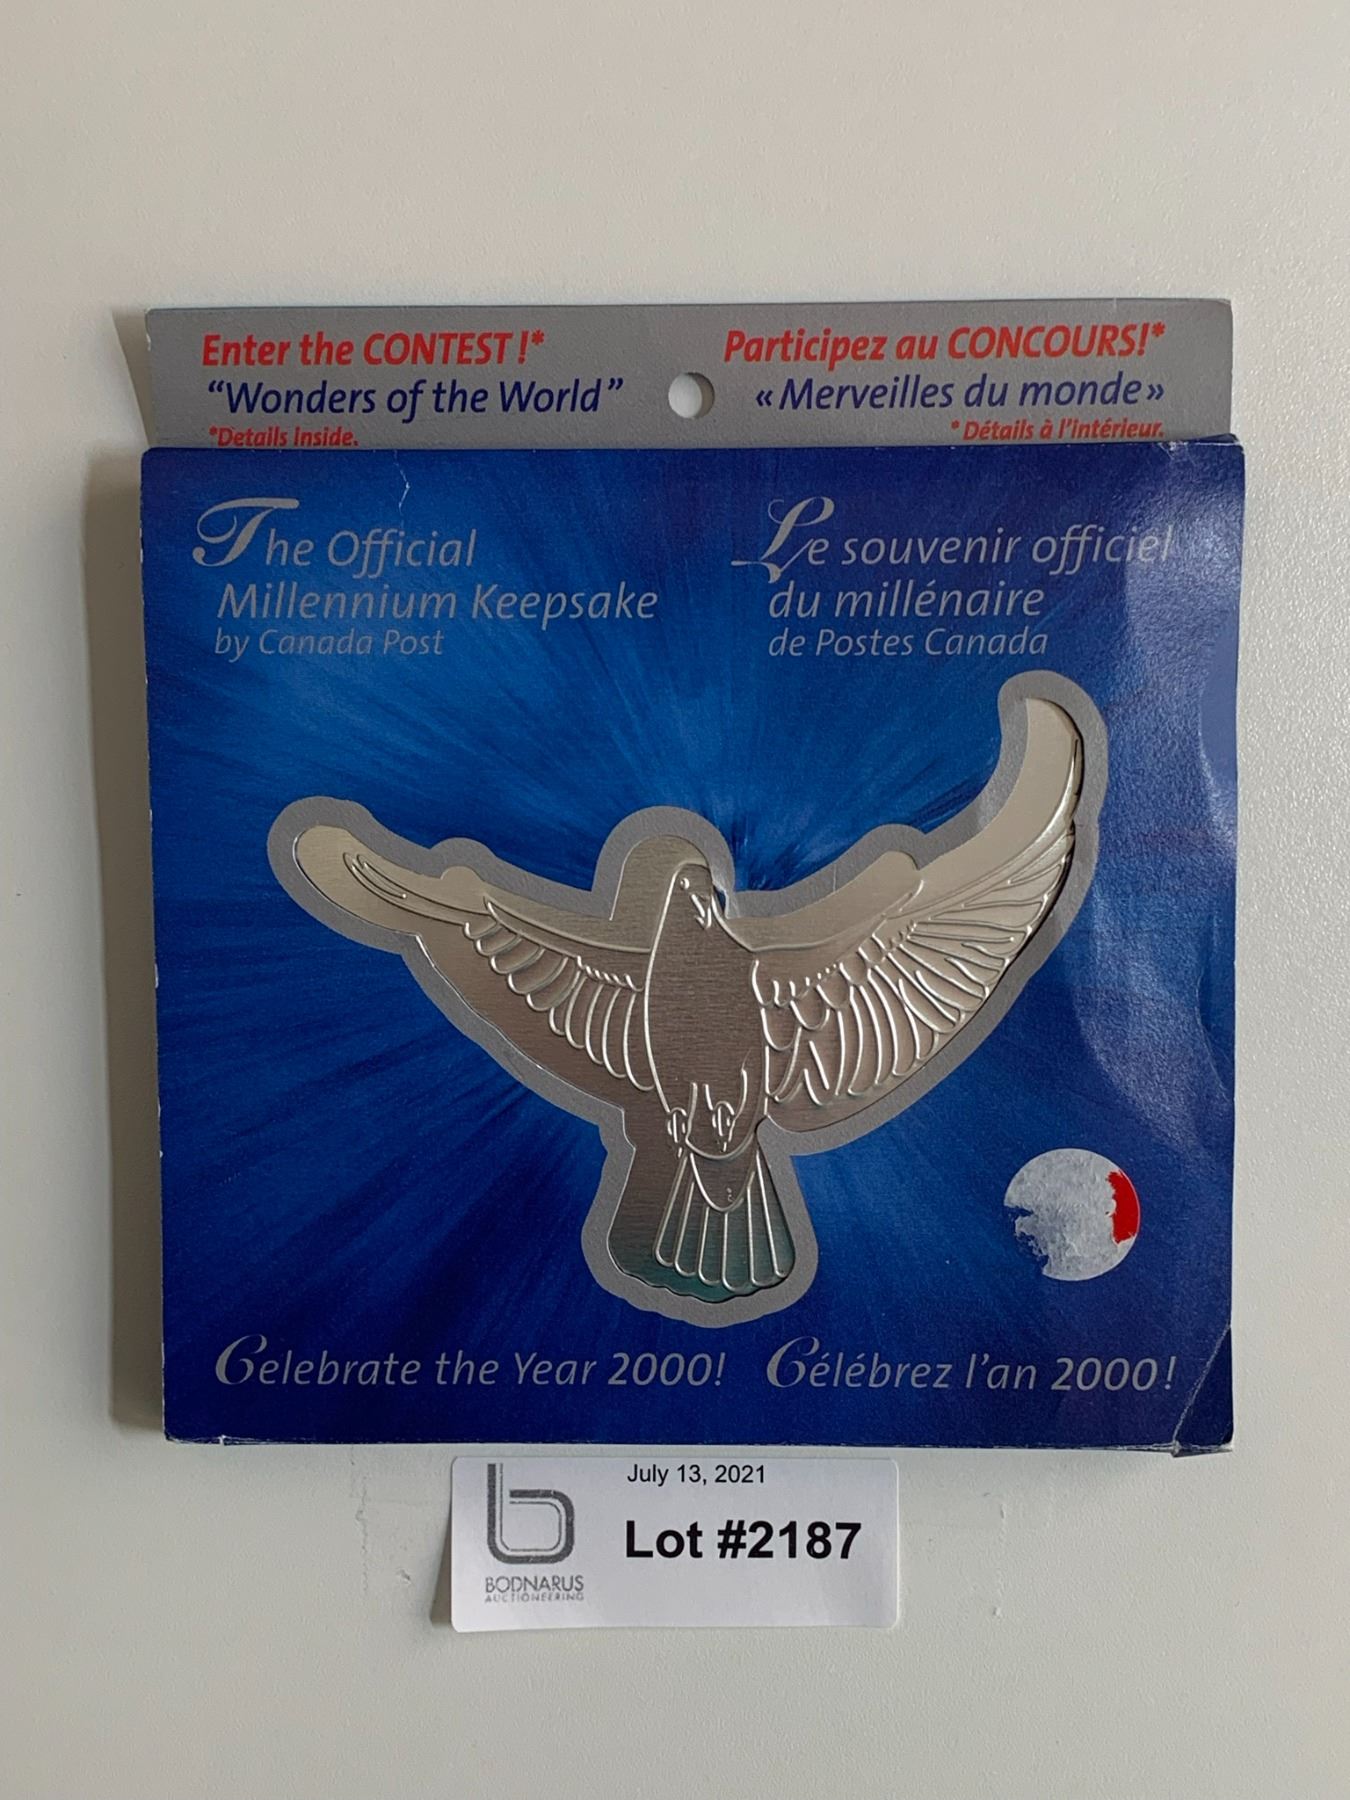 Enter the CONTEST!*
“Wonders of the World”
*Details Inside.
Participez au CONCOURS!*
« Merveilles du monde »
* Détails à l'intérieur.
The Official
Millennium Keepsake
by Canada Post
Le souvenir officiel
du millénaire
de Postes Canada
Celebrate the Year 2000!
Célébrez l'an 2000!
July 13, 2021
Lot #2187
b
BODNARUS
AUCTIONEERING